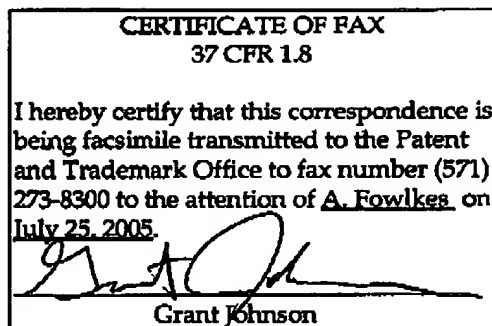 CERTIFICATE OF FAX
37 CFR 1.8
I hereby certify that this correspondence is
being facsimile transmitted to the Patent
and Trademark Office to fax number (571)
273-8300 to the attention of A. Fowlkes on
July 25, 2005.
Grant Johnson
Grant Johnson